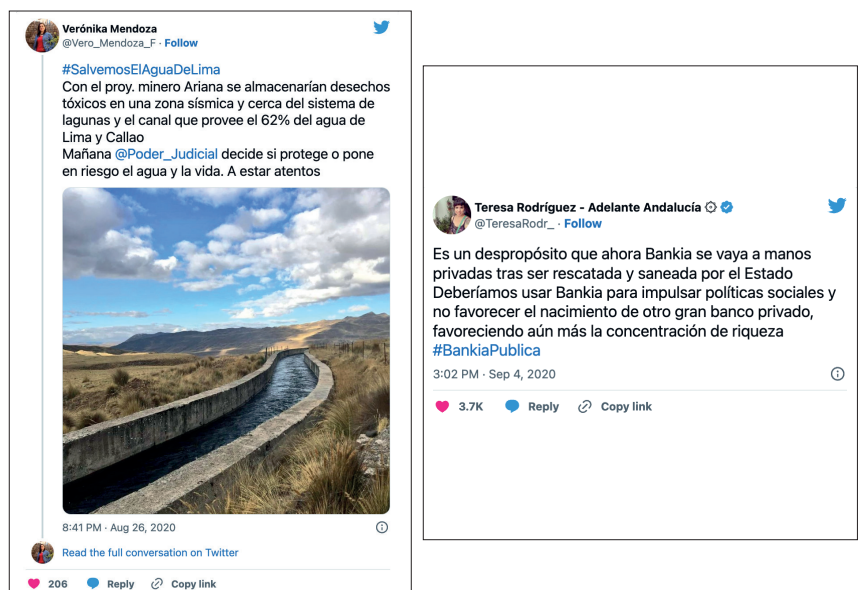 Verónika Mendoza
@Vero_Mendoza_F · Follow
#SalvemosElAguaDeLima
Con el proy. minero Ariana se almacenarían desechos
tóxicos en una zona sísmica y cerca del sistema de
lagunas y el canal que provee el 62% del agua de
Lima y Callao
Mañana @Poder_Judicial decide si protege o pone
en riesgo el agua y la vida. A estar atentos
8:41 PM · Aug 26, 2020
Read the full conversation on Twitter
206 Reply Copy link
Teresa Rodríguez - Adelante Andalucía
@TeresaRodr_ · Follow
Es un despropósito que ahora Bankia se vaya a manos
privadas tras ser rescatada y saneada por el Estado
Deberíamos usar Bankia para impulsar políticas sociales y
no favorecer el nacimiento de otro gran banco privado,
favoreciendo aún más la concentración de riqueza
#BankiaPublica
3:02 PM · Sep 4, 2020
3.7K Reply Copy link